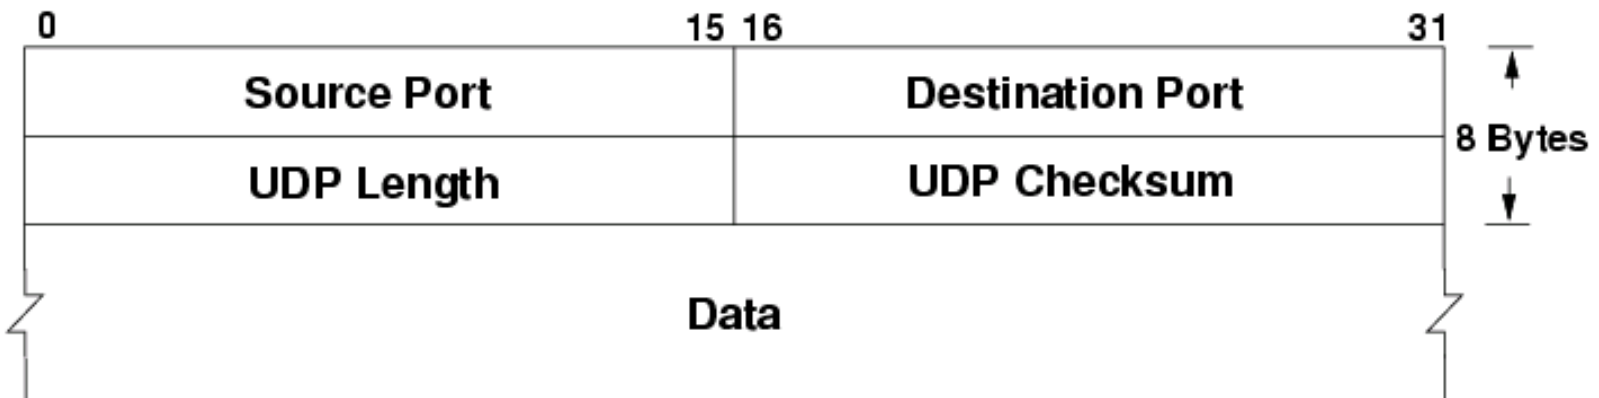 0 15 16 31
Source Port Destination Port
8 Bytes
UDP Length UDP Checksum
Data